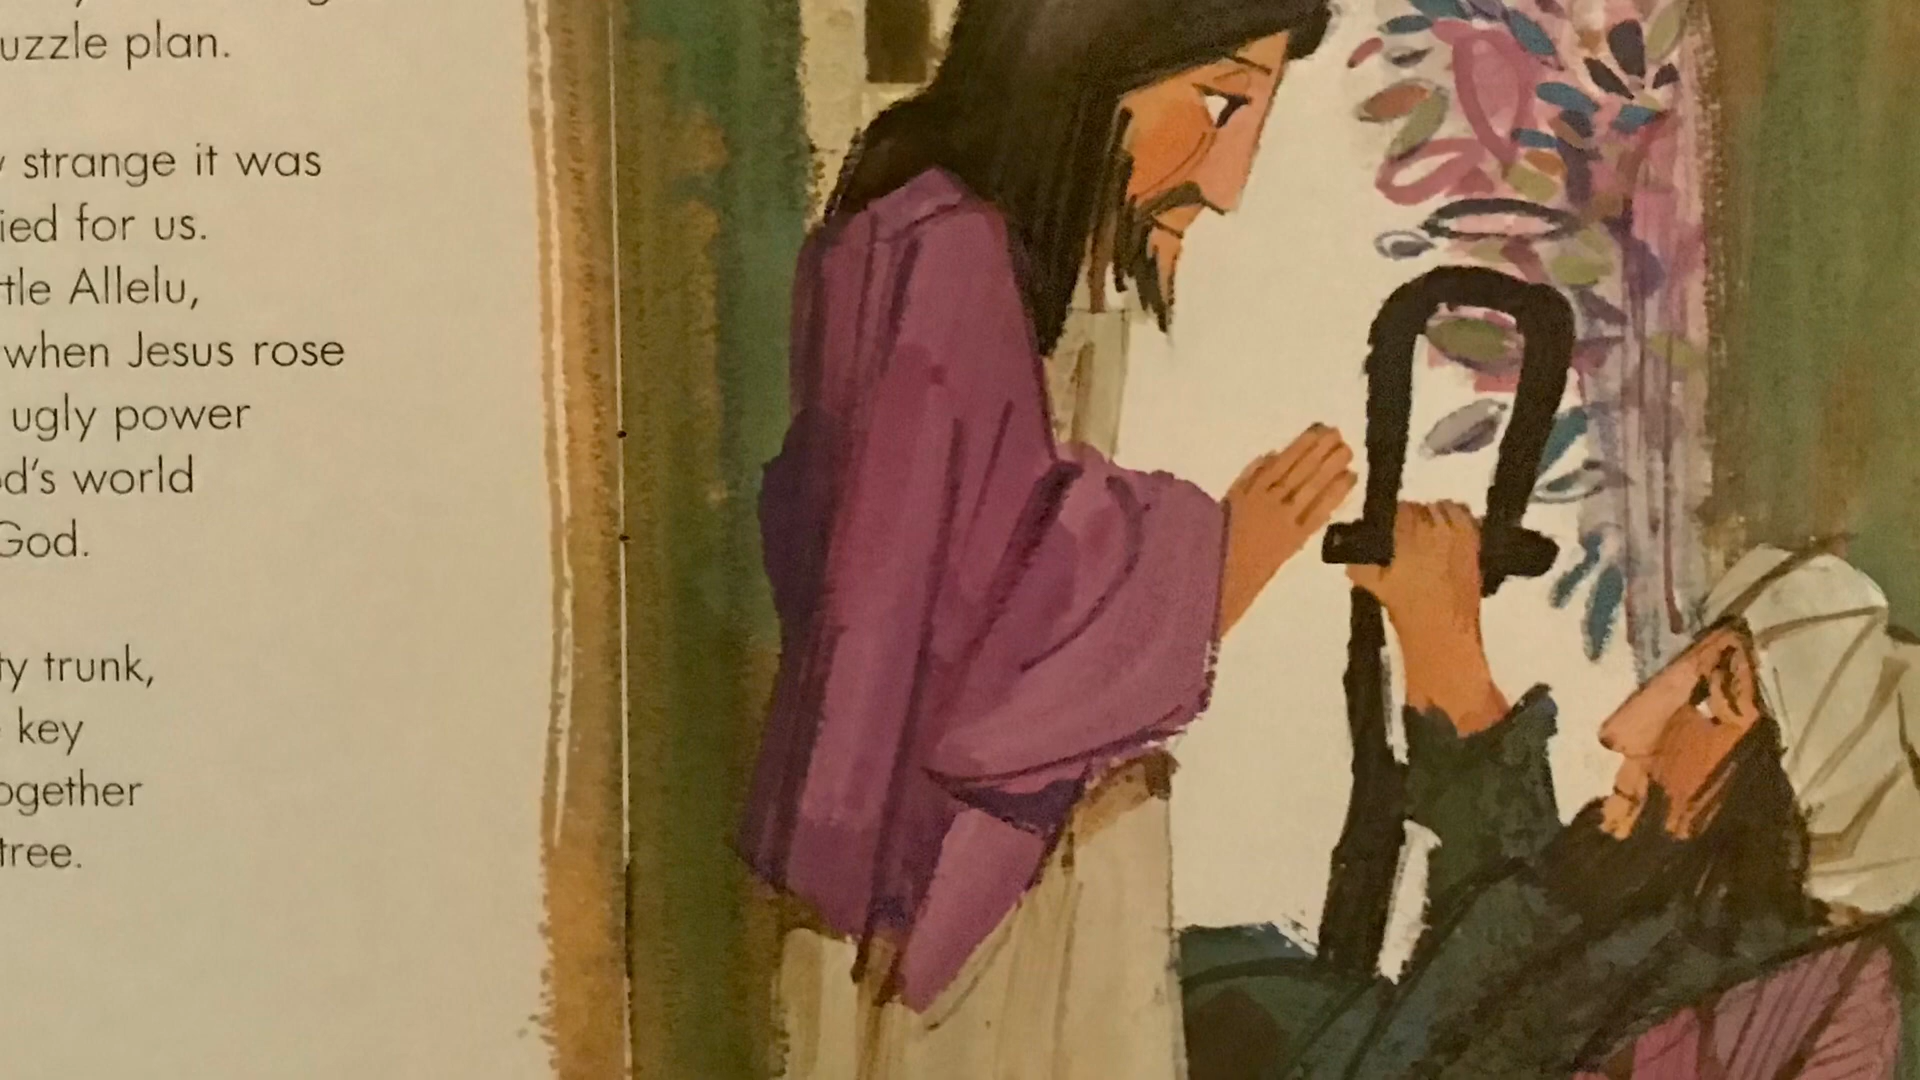 uzzle plan.
strange it was
ied for us.
tle Allelu,
when Jesus rose
ugly power
d's world
God.
ty trunk,
key
ogether
tree.